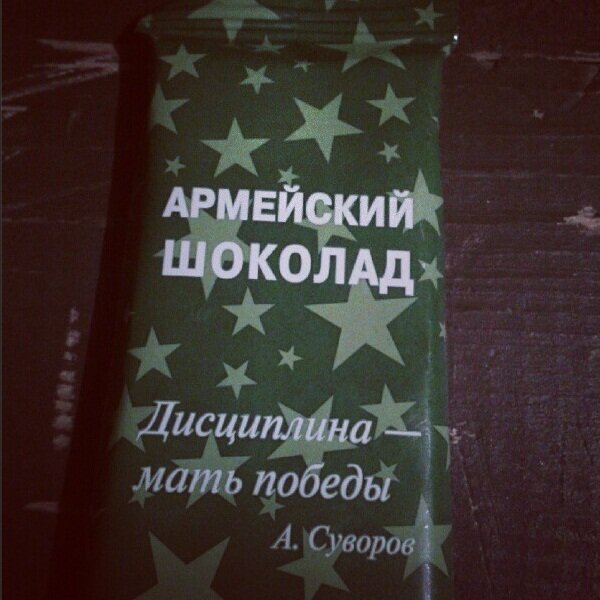 АРМЕЙСКИЙ
ШОКОЛАД
Дисциплина —
мать победы
А. Суворов